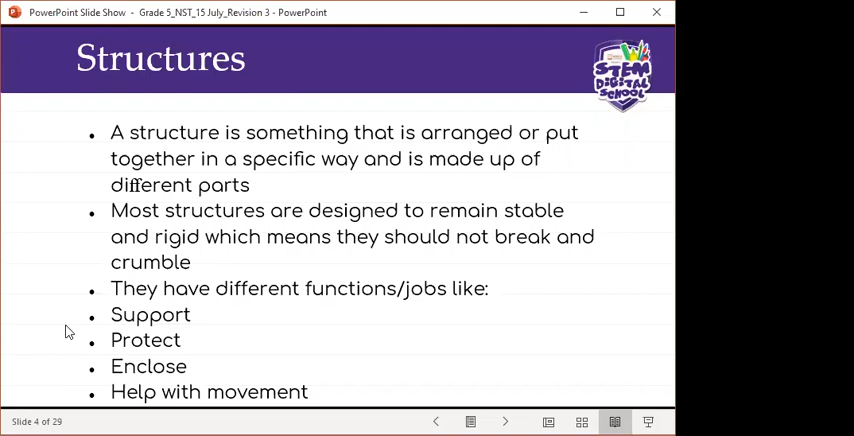 PowerPoint Slide Show - Grade 5_NST_15 July_Revision 3 - PowerPoint
Structures
STEM
DIGITAL
SCHOOL
• A structure is something that is arranged or put
together in a specific way and is made up of
different parts
• Most structures are designed to remain stable
and rigid which means they should not break and
crumble
• They have different functions/jobs like:
• Support
• Protect
• Enclose
• Help with movement
Slide 4 of 29